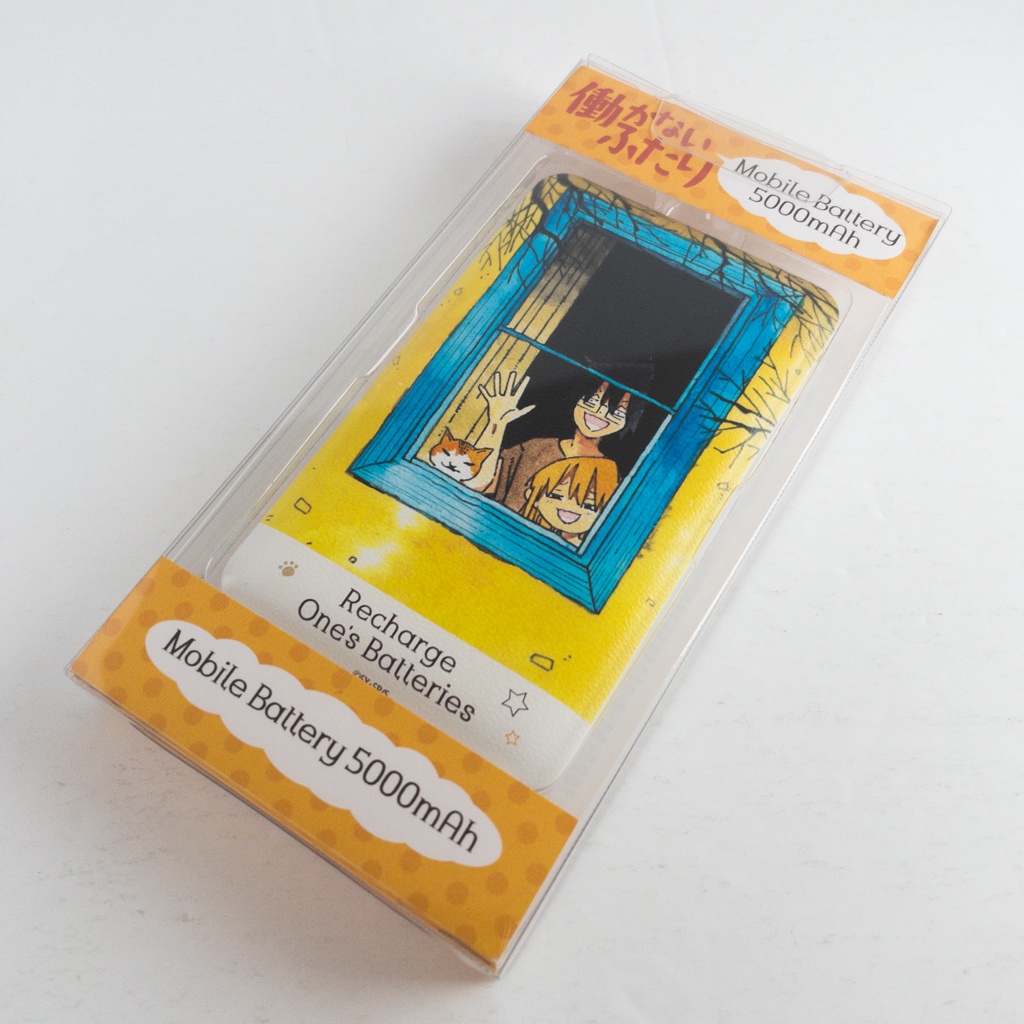 働かない
ふたり
Mobile Battery
5000mAh
Recharge
One's Batteries
Mobile Battery 5000mAh